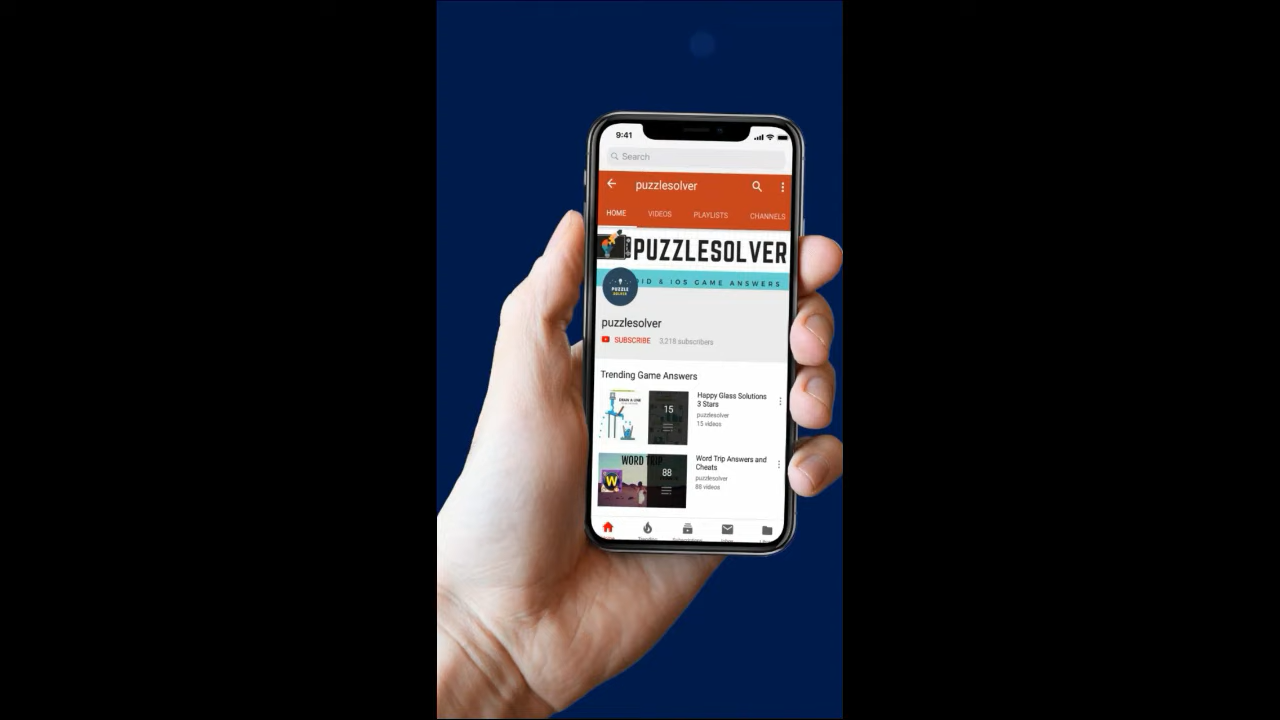 9:41
Search
puzzlesolver
HOME VIDEOS PLAYLISTS CHANNELS
PUZZLESOLVER
ID & IOS GAME ANSWERS
PUZZLE
SOLVER
puzzlesolver
SUBSCRIBE 3,218 subscribers
Trending Game Answers
15
Happy Glass Solutions
3 Stars
puzzlesolver
15 videos
WORD TRIP
W
88
Word Trip Answers and
Cheats
puzzlesolver
88 videos